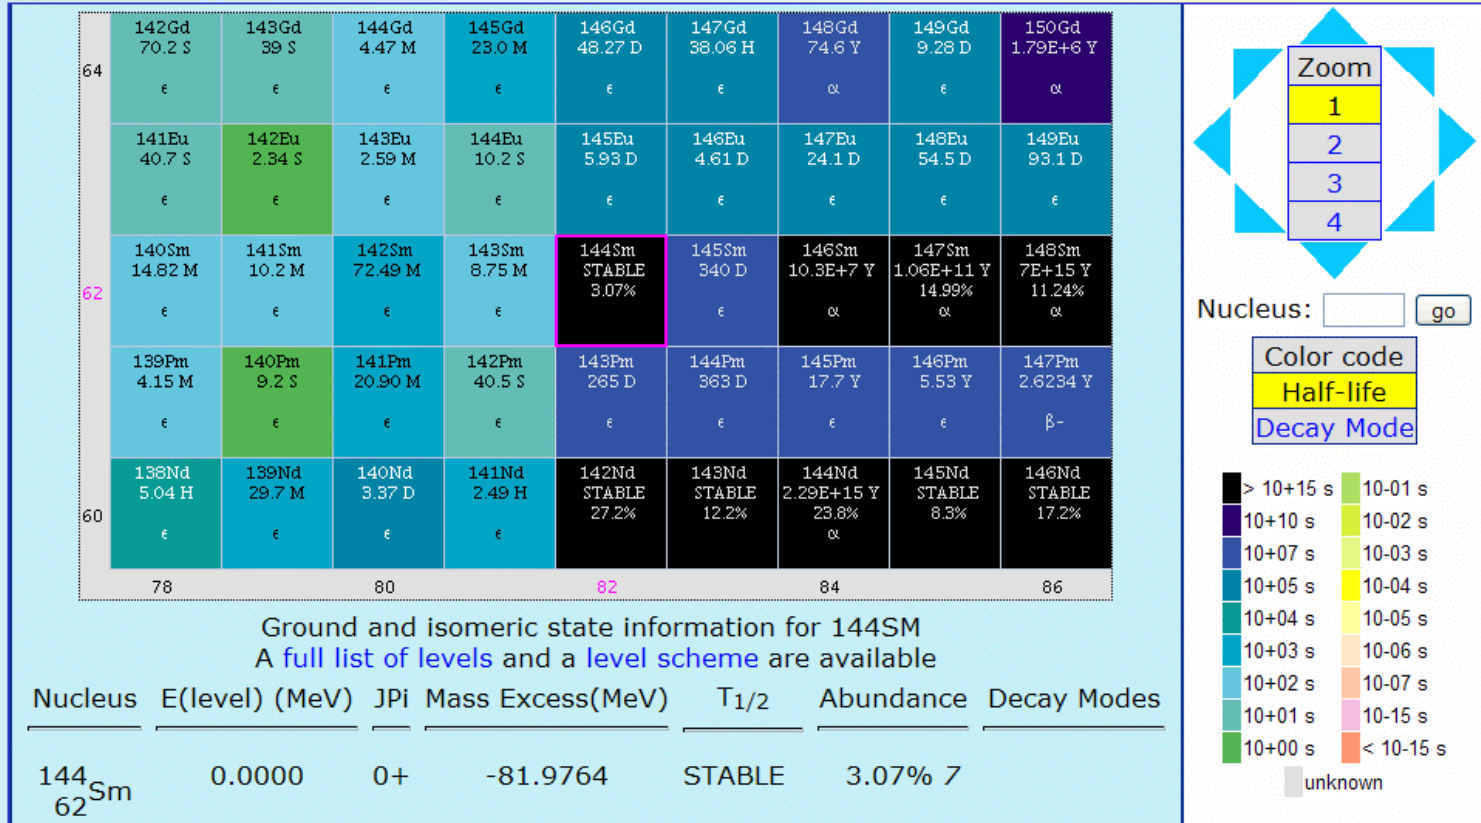 142Gd 143Gd 144Gd 145Gd 146Gd 147Gd 148Gd 149Gd 150Gd
70.2 S 39 S 4.47 M 23.0 M 48.27 D 38.06 H 74.6 Y 9.28 D 1.79E+6 Y
64
ε ε ε ε ε ε α ε α
141Eu 142Eu 143Eu 144Eu 145Eu 146Eu 147Eu 148Eu 149Eu
40.7 S 2.34 S 2.59 M 10.2 S 5.93 D 4.61 D 24.1 D 54.5 D 93.1 D
ε ε ε ε ε ε ε ε ε
140Sm 141Sm 142Sm 143Sm 144Sm 145Sm 146Sm 147Sm 148Sm
14.82 M 10.2 M 72.49 M 8.75 M STABLE 340 D 10.3E+7 Y 1.06E+11 Y 7E+15 Y
62 3.07% 14.99% 11.24%
ε ε ε ε ε α α α
139Pm 140Pm 141Pm 142Pm 143Pm 144Pm 145Pm 146Pm 147Pm
4.15 M 9.2 S 20.90 M 40.5 S 265 D 363 D 17.7 Y 5.53 Y 2.6234 Y
ε ε ε ε ε ε ε ε β-
138Nd 139Nd 140Nd 141Nd 142Nd 143Nd 144Nd 145Nd 146Nd
5.04 H 29.7 M 3.37 D 2.49 H STABLE STABLE 2.29E+15 Y STABLE STABLE
60 27.2% 12.2% 23.8% 8.3% 17.2%
ε ε ε ε α
78 80 82 84 86
Ground and isomeric state information for 144SM
A full list of levels and a level scheme are available
Nucleus E(level) (MeV) JPi Mass Excess(MeV) T1/2 Abundance Decay Modes
144 62 Sm 0.0000 0+ -81.9764 STABLE 3.07% 7
Zoom
1
2
3
4
Nucleus: go
Color code
Half-life
Decay Mode
> 10+15 s 10-01 s
10+10 s 10-02 s
10+07 s 10-03 s
10+05 s 10-04 s
10+04 s 10-05 s
10+03 s 10-06 s
10+02 s 10-07 s
10+01 s 10-15 s
10+00 s < 10-15 s
unknown